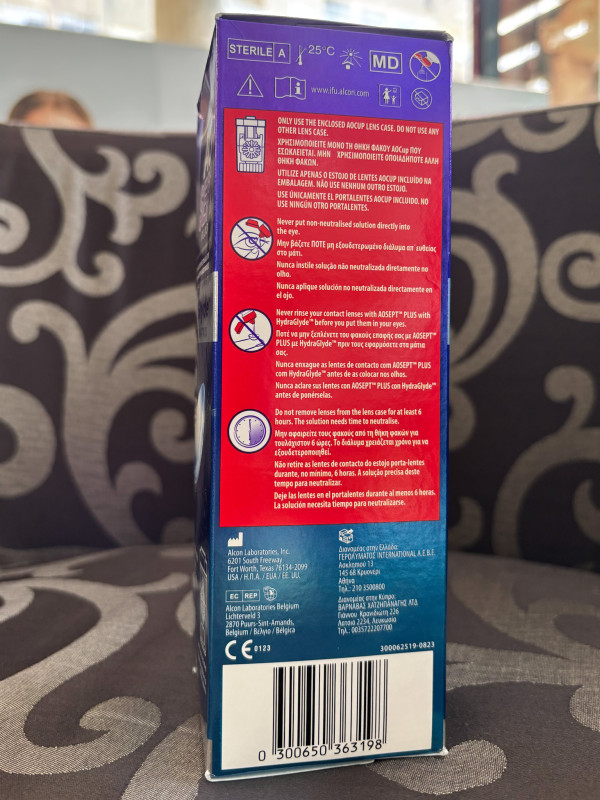 STERILE A 25°C MD
www.ifu.alcon.com
ONLY USE THE ENCLOSED AOCUP LENS CASE. DO NOT USE ANY
OTHER LENS CASE.
ΧΡΗΣΙΜΟΠΟΙΕΙΤΕ ΜΟΝΟ ΤΗ ΘΗΚΗ ΦΑΚΟΥ AOCup ΠΟΥ
ΕΣΩΚΛΕΙΕΤΑΙ. ΜΗΝ ΧΡΗΣΙΜΟΠΟΙΕΙΤΕ ΟΠΟΙΑΔΗΠΟΤΕ ΑΛΛΗ
ΘΗΚΗ ΦΑΚΩΝ.
UTILIZE APENAS O ESTOJO DE LENTES AOCUP INCLUÍDO NA
EMBALAGEM. NÃO USE NENHUM OUTRO ESTOJO.
USE ÚNICAMENTE EL PORTALENTES AOCUP INCLUIDO. NO
USE NINGÚN OTRO PORTALENTES.
Never put non-neutralised solution directly into
the eye.
Μην βάζετε ΠΟΤΕ μη εξουδετερωμένο διάλυμα απ' ευθείας
στο μάτι.
Nunca instile solução não neutralizada diretamente no
olho.
Nunca aplique solución no neutralizada directamente en
el ojo.
Never rinse your contact lenses with AOSEPT™ PLUS with
HydraGlyde™ before you put them in your eyes.
Ποτέ να μην ξεπλένετε του φακούς επαφής σας με AOSEPT™
PLUS με HydraGlyde™ πριν τους εφαρμόσετε στα μάτια
σας.
Nunca enxague as lentes de contacto com AOSEPT™ PLUS
com HydraGlyde™ antes de as colocar nos olhos.
Nunca aclare sus lentes con AOSEPT™ PLUS con HydraGlyde™
antes de ponérselas.
Do not remove lenses from the lens case for at least 6
hours. The solution needs time to neutralise.
Μην αφαιρείτε τους φακούς από τη θήκη φακών για
τουλάχιστον 6 ώρες. Το διάλυμα χρειάζεται χρόνο για να
εξουδετεροποιηθεί.
Não retire as lentes de contacto do estojo porta-lentes
durante, no mínimo, 6 horas. A solução precisa deste
tempo para neutralizar.
Deje las lentes en el portalentes durante al menos 6 horas.
La solución necesita tiempo para neutralizarse.
Alcon Laboratories, Inc.
6201 South Freeway
Fort Worth, Texas 76134-2099
USA / Η.Π.Α. / EUA / EE. UU.
EC REP
Alcon Laboratories Belgium
Lichterveld 3
2870 Puurs-Sint-Amands,
Belgium / Βέλγιο / Bélgica
CE 0123
Διανομέας στην Ελλάδα:
ΓΕΡΟΛΥΜΑΤΟΣ INTERNATIONAL Α.Ε.Β.Ε.
Ασκληπιού 13
145 68 Κρυονέρι
Αθήνα
Τηλ.: 210 3500800
Διανομέας στην Κύπρο:
ΒΑΡΝΑΒΑΣ ΧΑΤΖΗΠΑΝΑΓΗΣ ΛΤΔ
Γιάννου Κρανιδιώτη 226
Λατσιά 2234, Λευκωσία
Τηλ.: 0035722207700
300062519-0823
0 300650 363198